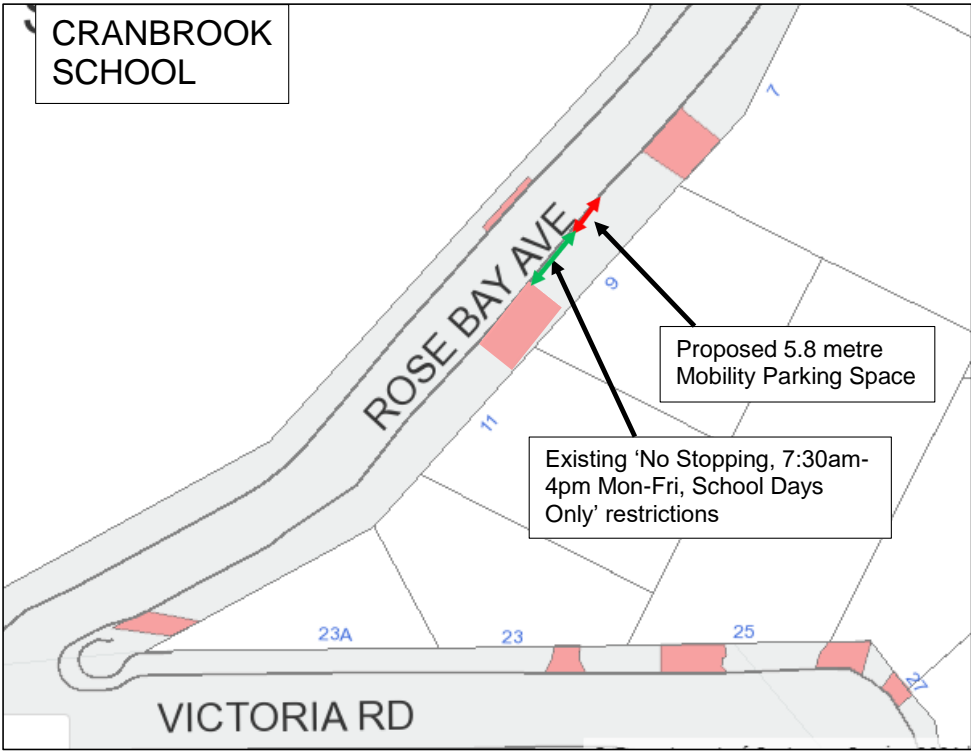 CRANBROOK
SCHOOL
7
ROSE BAY AVE
9
Proposed 5.8 metre
Mobility Parking Space
11
Existing ‘No Stopping, 7:30am-
4pm Mon-Fri, School Days
Only’ restrictions
23A
23
25
27
VICTORIA RD